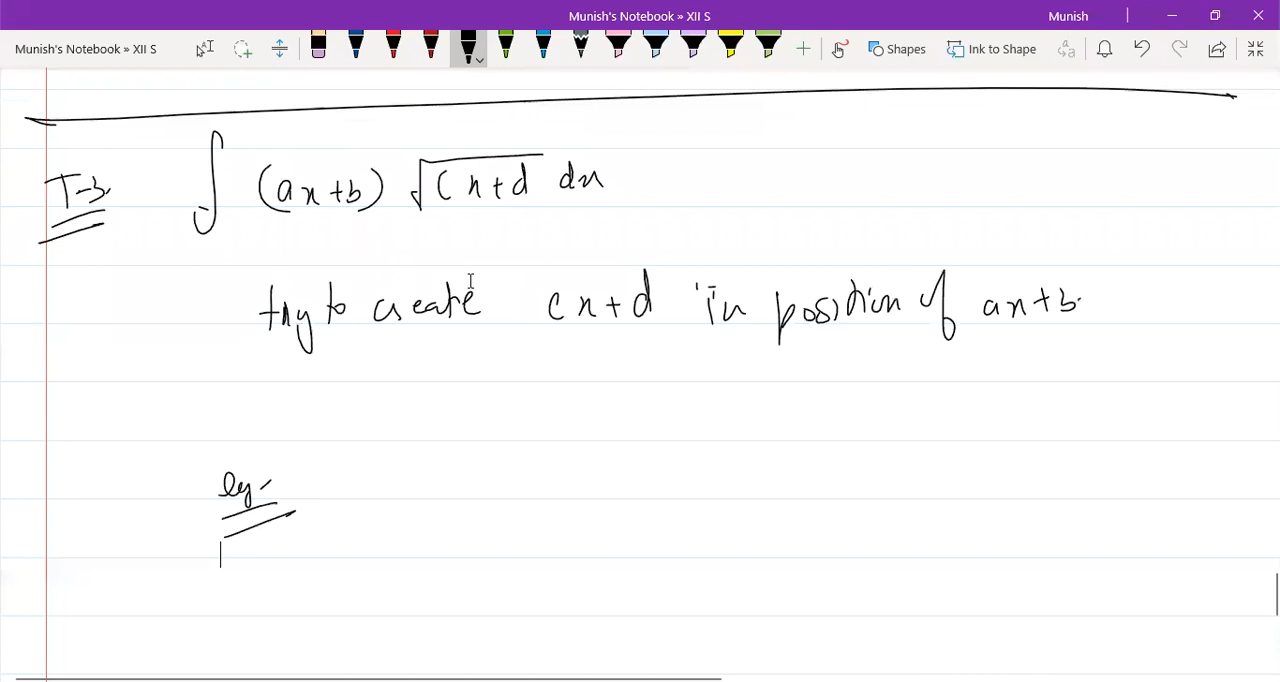 Munish's Notebook » XII S
Munish
Munish's Notebook » XII S
Shapes
Ink to Shape
T-3. ∫ (ax+b) √(cx+d) dx
try to create cx+d in position of ax+b.
eg:-